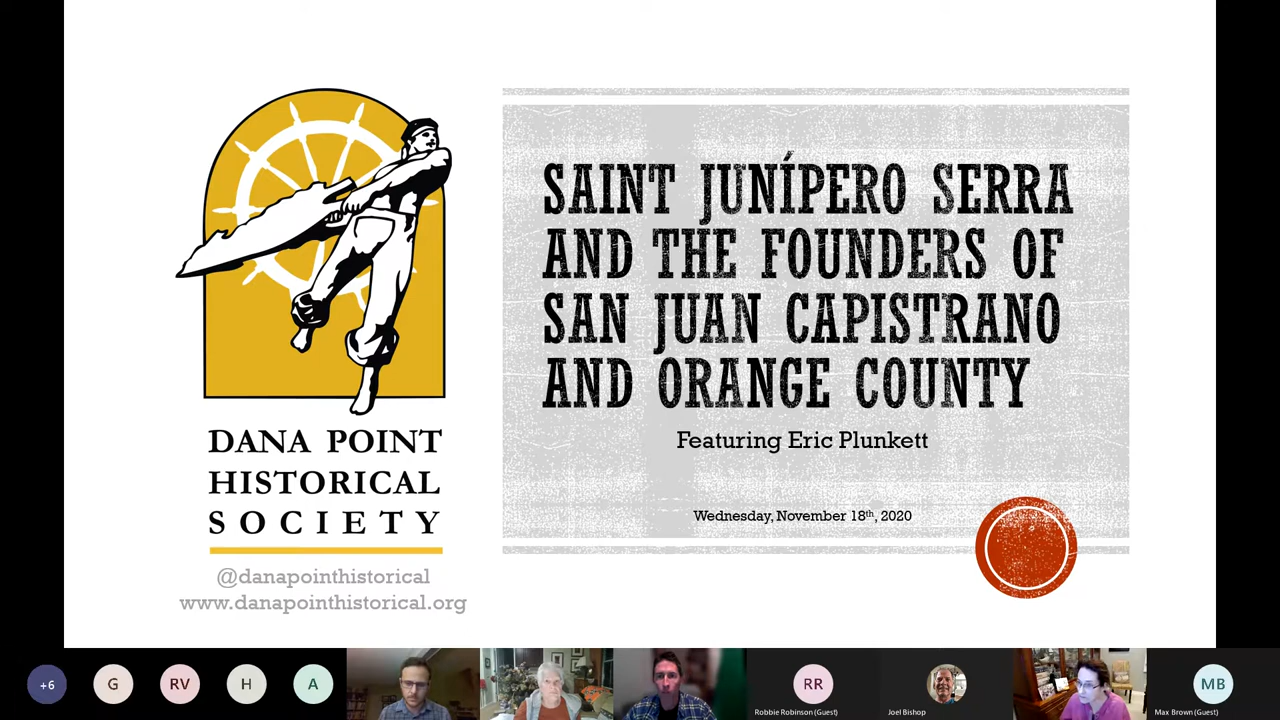 SAINT JUNÍPERO SERRA
AND THE FOUNDERS OF
SAN JUAN CAPISTRANO
AND ORANGE COUNTY
Featuring Eric Plunkett
Wednesday, November 18th, 2020
DANA POINT
HISTORICAL
SOCIETY
@danapointhistorical
www.danapointhistorical.org
+6
G
RV
H
A
RR
Robbie Robinson (Guest)
Joel Bishop
MB
Max Brown (Guest)